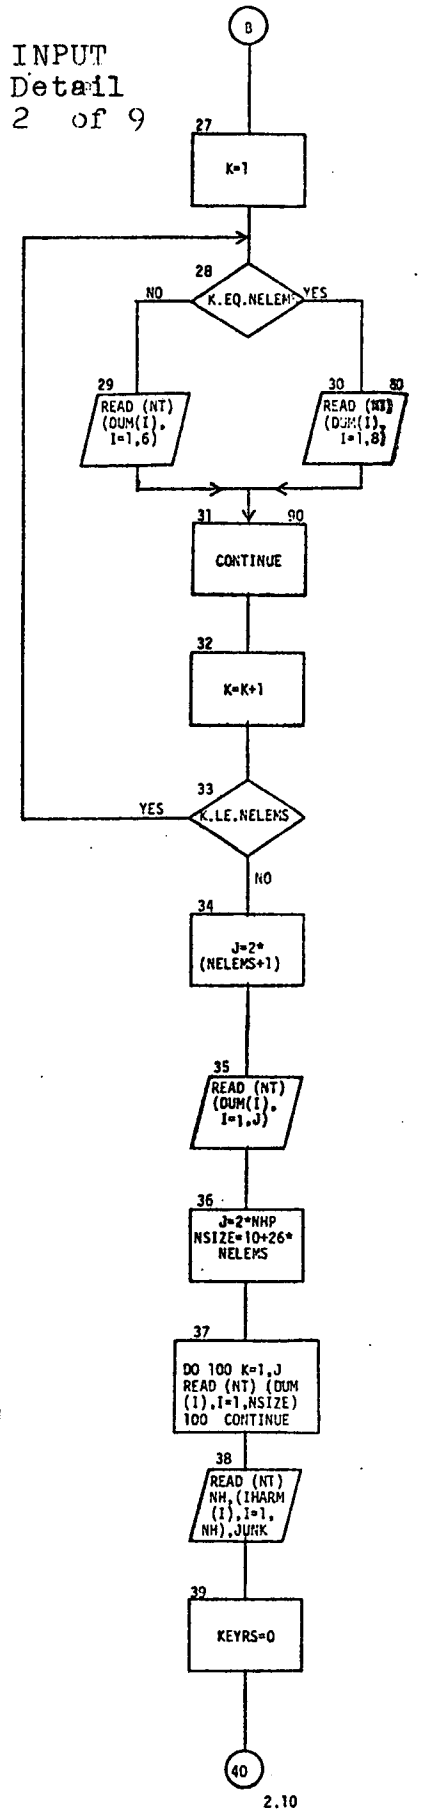 B
INPUT
Detail
2 of 9
27
K=1
28
NO
K.EQ.NELEMS
YES
29
READ (NT)
(DUM(I),
I=1,6)
30 80
READ (NT)
(DUM(I),
I=1,8)
31 90
CONTINUE
32
K=K+1
33
YES
K.LE.NELEMS
NO
34
J=2*
(NELEMS+1)
35
READ (NT)
(DUM(I),
I=1,J)
36
J=2*NHP
NSIZE=10+26*
NELEMS
37
DO 100 K=1,J
READ (NT) (DUM
(I),I=1,NSIZE)
100 CONTINUE
38
READ (NT)
NH,(IHARM
(I),I=1,
NH),JUNK
39
KEYRS=0
40
2.10